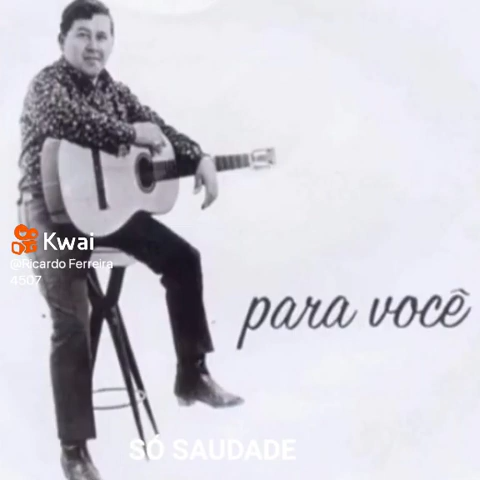 Kwai
@Ricardo Ferreira
4507
para você
SÓ SAUDADE